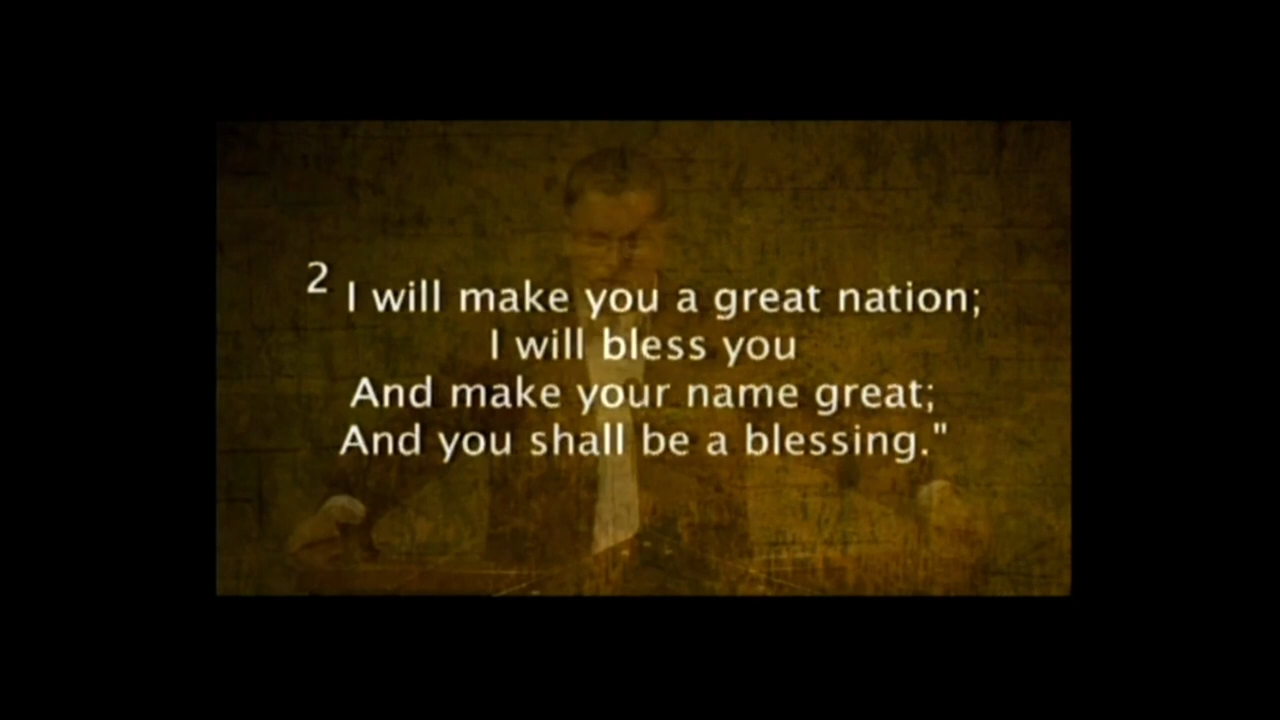 2 I will make you a great nation;
I will bless you
And make your name great;
And you shall be a blessing."